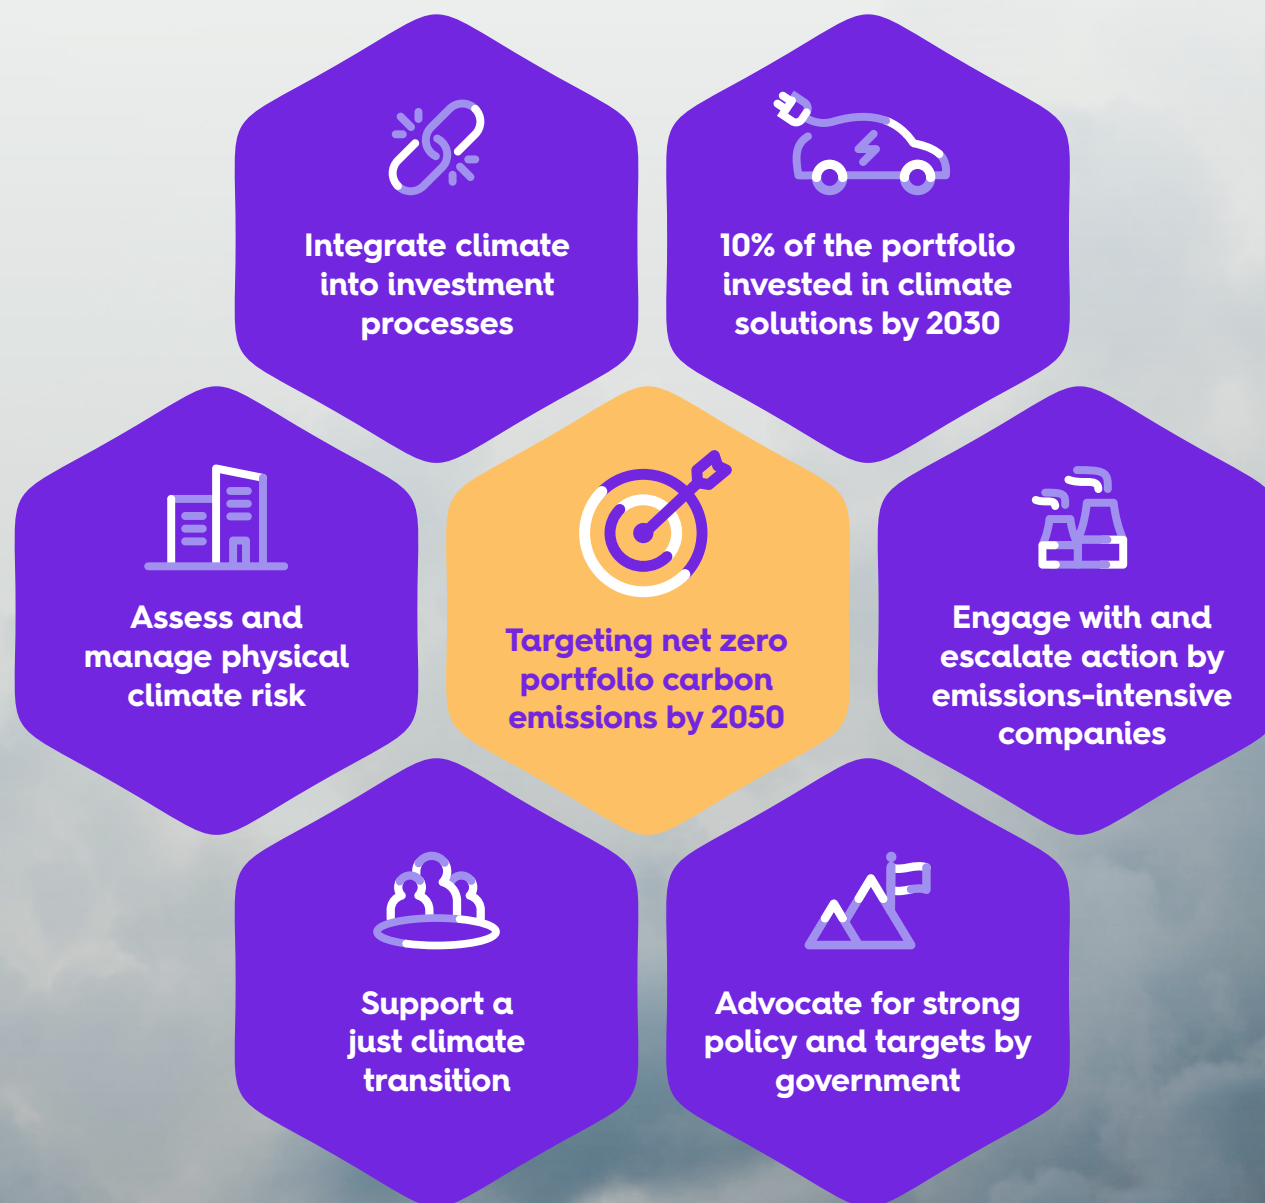 Integrate climate
into investment
processes
10% of the portfolio
invested in climate
solutions by 2030
Assess and
manage physical
climate risk
Targeting net zero
portfolio carbon
emissions by 2050
Engage with and
escalate action by
emissions-intensive
companies
Support a
just climate
transition
Advocate for strong
policy and targets by
government